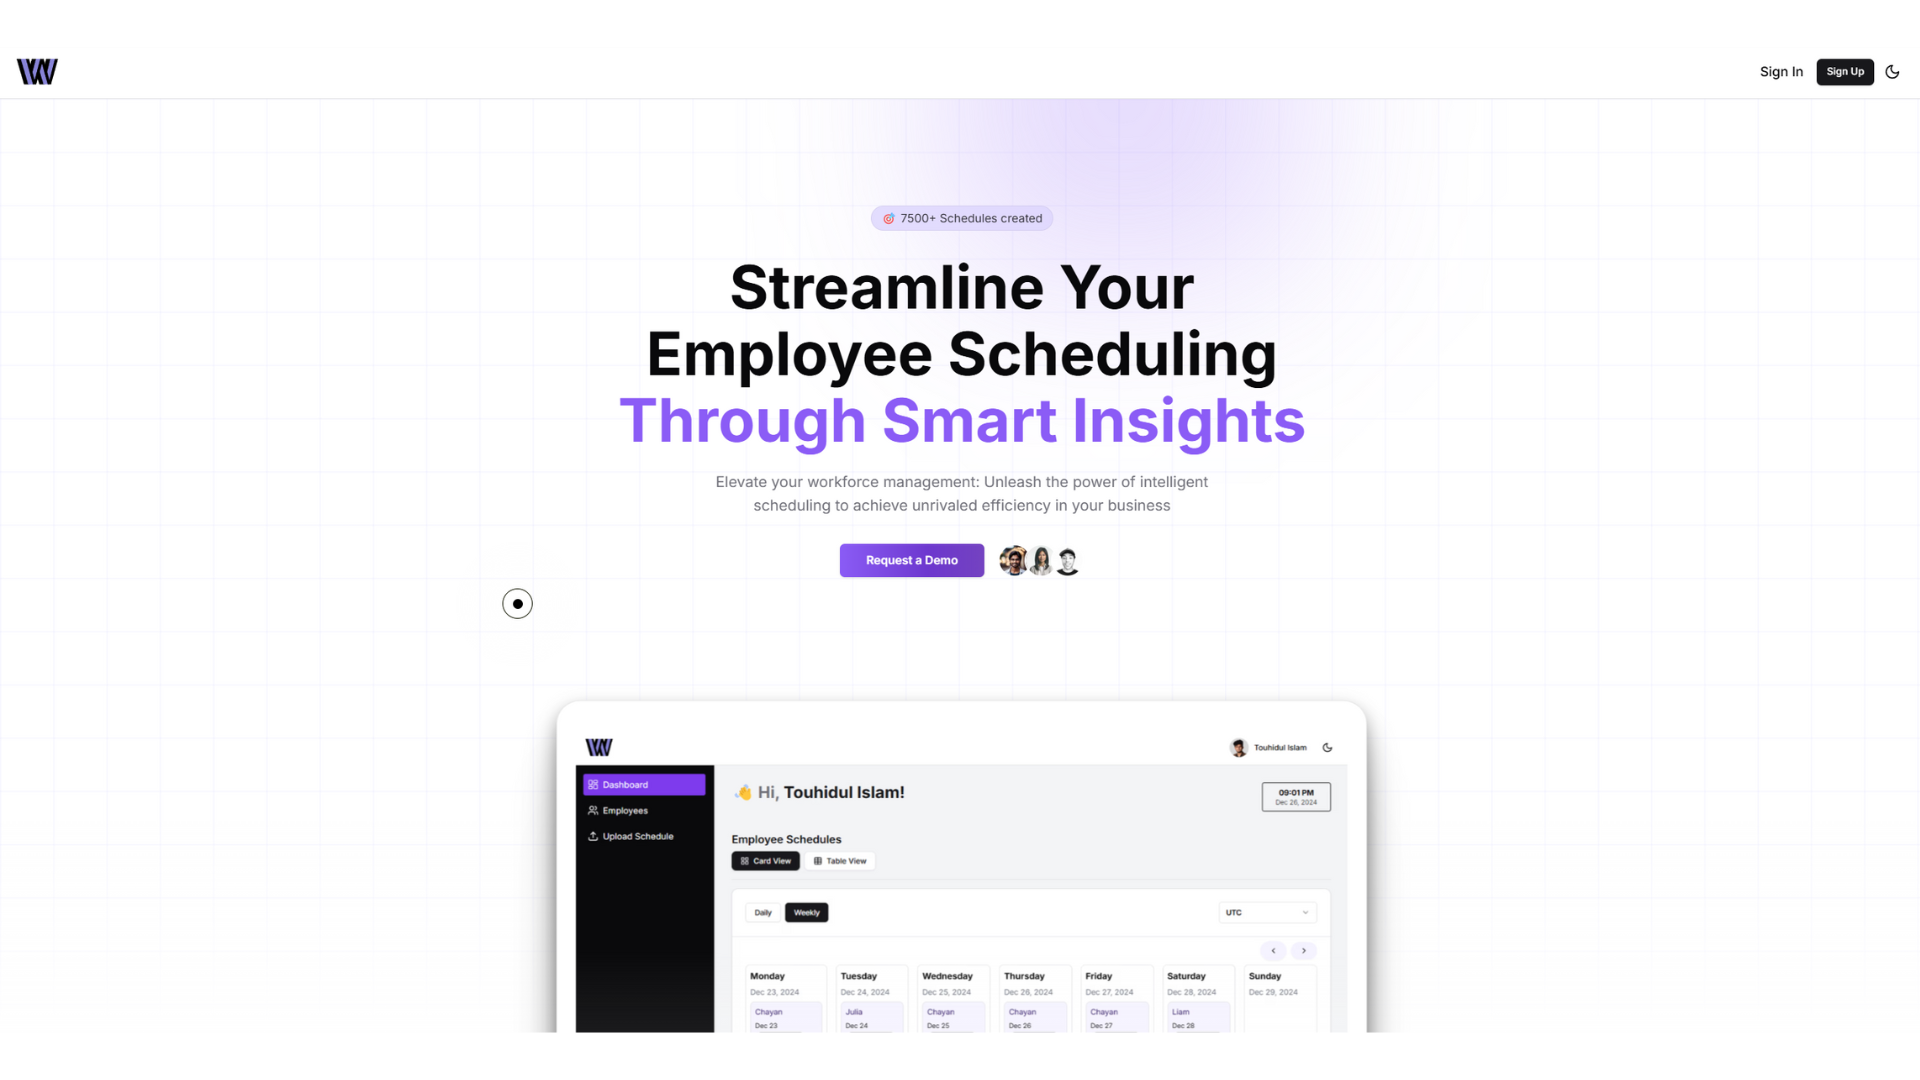 W
Sign In
Sign Up
7500+ Schedules created
Streamline Your
Employee Scheduling
Through Smart Insights
Elevate your workforce management: Unleash the power of intelligent
scheduling to achieve unrivaled efficiency in your business
Request a Demo
W
Touhidul Islam
Dashboard
Employees
Upload Schedule
Hi, Touhidul Islam!
09:01 PM
Dec 26, 2024
Employee Schedules
Card View
Table View
Daily
Weekly
UTC
Monday
Dec 23, 2024
Chayan
Dec 23
Tuesday
Dec 24, 2024
Julia
Dec 24
Wednesday
Dec 25, 2024
Chayan
Dec 25
Thursday
Dec 26, 2024
Chayan
Dec 26
Friday
Dec 27, 2024
Chayan
Dec 27
Saturday
Dec 28, 2024
Liam
Dec 28
Sunday
Dec 29, 2024